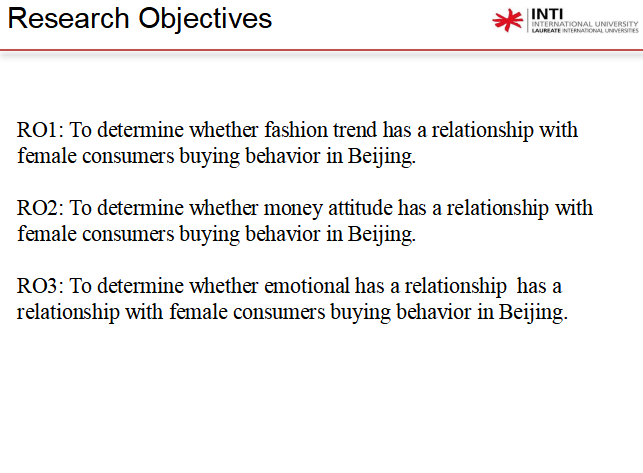 Research Objectives
INTI
INTERNATIONAL UNIVERSITY
LAUREATE INTERNATIONAL UNIVERSITIES
RO1: To determine whether fashion trend has a relationship with
female consumers buying behavior in Beijing.
RO2: To determine whether money attitude has a relationship with
female consumers buying behavior in Beijing.
RO3: To determine whether emotional has a relationship  has a
relationship with female consumers buying behavior in Beijing.